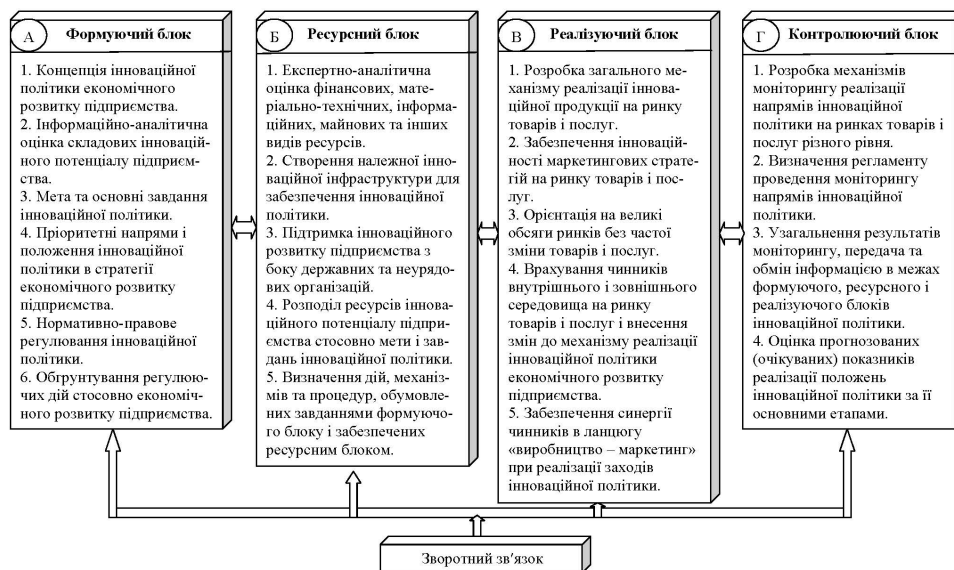 А
Формуючий блок
1. Концепція інноваційної
політики економічного
розвитку підприємства.
2. Інформаційно-аналітична
оцінка складових інновацій-
ного потенціалу підприєм-
ства.
3. Мета та основні завдання
інноваційної політики.
4. Пріоритетні напрями і
положення інноваційної
політики в стратегії
економічного розвитку
підприємства.
5. Нормативно-правове
регулювання інноваційної
політики.
6. Обгрунтування регулюю-
чих дій стосовно економіч-
ного розвитку підприємства.
Б
Ресурсний блок
1. Експертно-аналітична
оцінка фінансових, мате-
ріально-технічних, інформа-
ційних, майнових та інших
видів ресурсів.
2. Створення належної інно-
ваційної інфраструктури для
забезпечення інноваційної
політики.
3. Підтримка інноваційного
розвитку підприємства з
боку державних та неурядо-
вих організацій.
4. Розподіл ресурсів іннова-
ційного потенціалу підпри-
ємства стосовно мети і зав-
дань інноваційної політики.
5. Визначення дій, механіз-
мів та процедур, обумовле-
них завданнями формуючо-
го блоку і забезпечених
ресурсним блоком.
В
Реалізуючий блок
1. Розробка загального ме-
ханізму реалізації іннова-
ційної продукції на ринку
товарів і послуг.
2. Забезпечення інновацій-
ності маркетингових страте-
гій на ринку товарів і пос-
луг.
3. Орієнтація на великі
обсяги ринків без частої
зміни товарів і послуг.
4. Врахування чинників
внутрішнього і зовнішнього
середовища на ринку
товарів і послуг і внесення
змін до механізму реалізації
інноваційної політики
економічного розвитку
підприємства.
5. Забезпечення синергії
чинників в ланцюгу
«виробництво – маркетинг»
при реалізації заходів
інноваційної політики.
Г
Контролюючий блок
1. Розробка механізмів
моніторингу реалізації
напрямів інноваційної
політики на ринках товарів і
послуг різного рівня.
2. Визначення регламенту
проведення моніторингу
напрямів інноваційної
політики.
3. Узагальнення результатів
моніторингу, передача та
обмін інформацією в межах
формуючого, ресурсного і
реалізуючого блоків
інноваційної політики.
4. Оцінка прогнозованих
(очікуваних) показників
реалізації положень
інноваційної політики за її
основними етапами.
Зворотний зв'язок